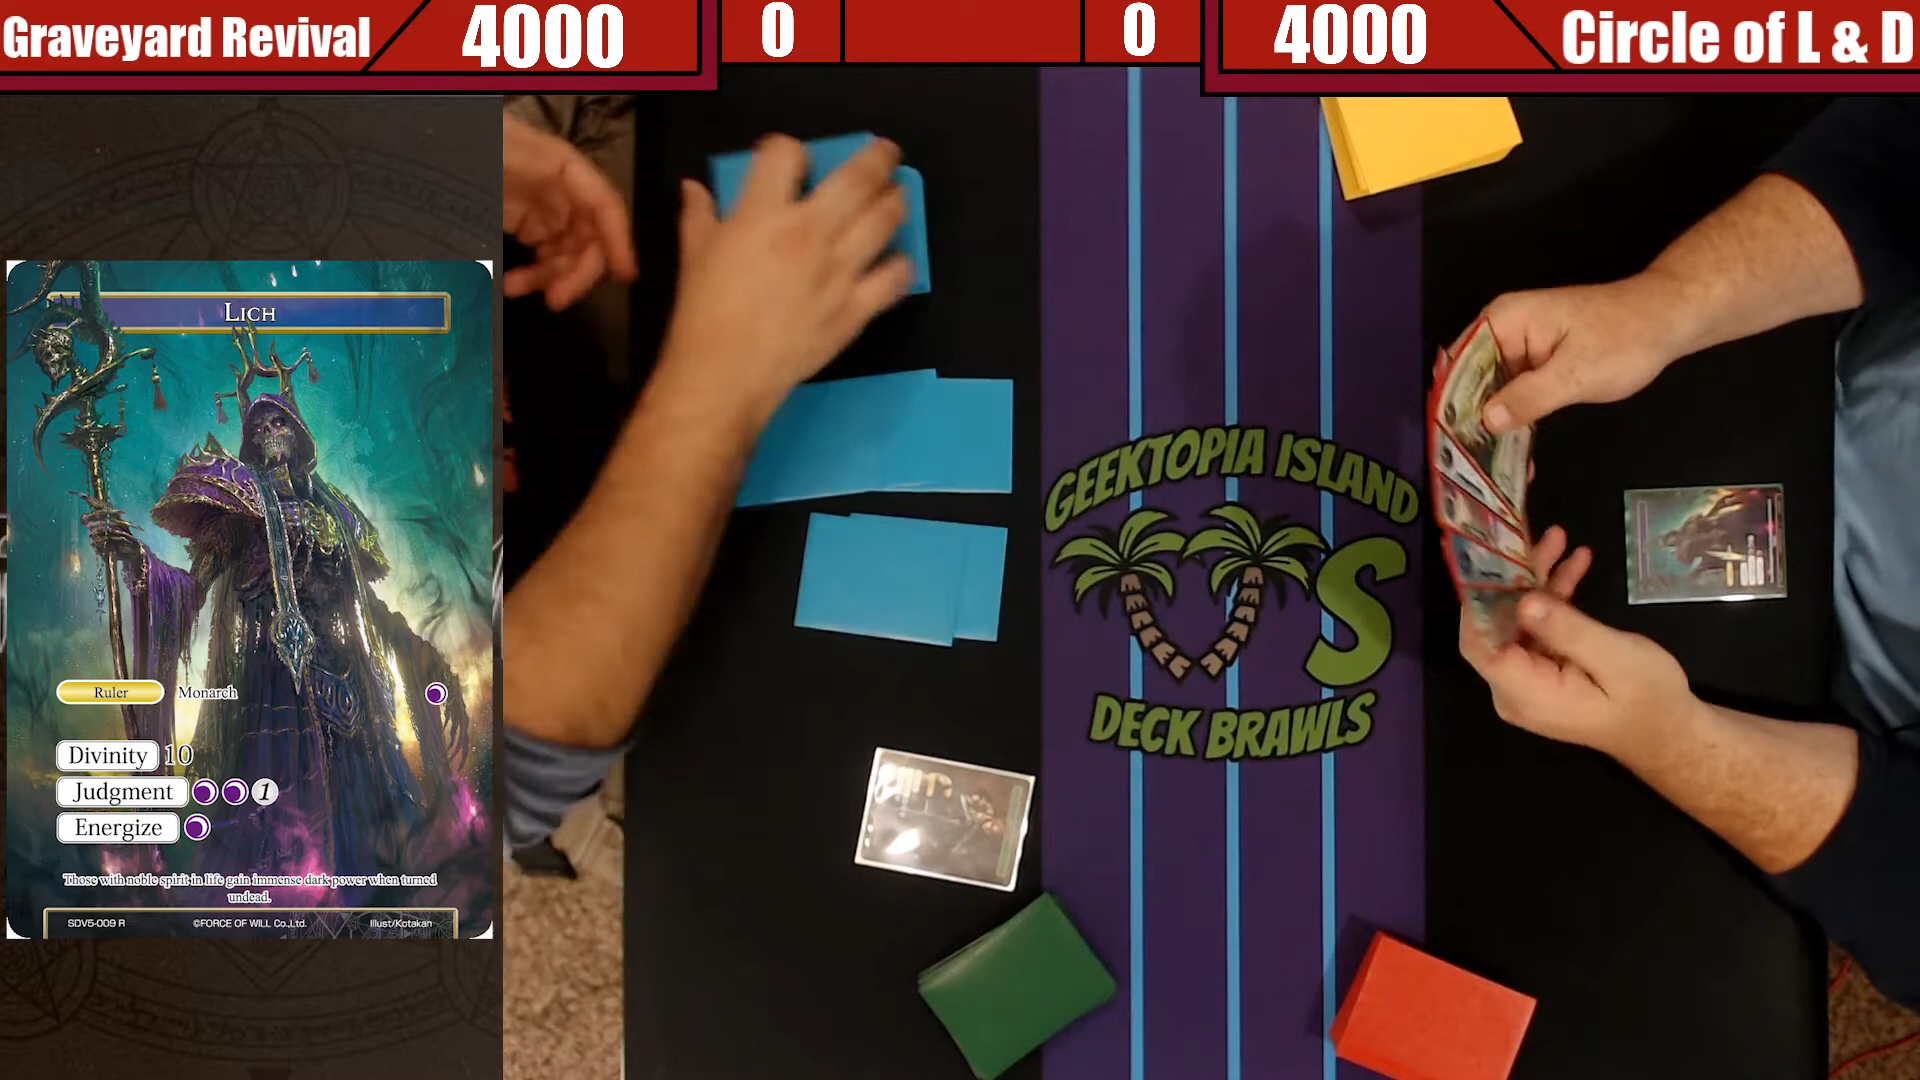 Graveyard Revival
4000
0
0
4000
Circle of L & D
LICH
Ruler
Monarch
Divinity 10
Judgment 1
Energize
Those with noble spirit in life gain immense dark power when turned
undead.
SDV5-009 R
©FORCE OF WILL Co.,Ltd.
Illust/Kotakan
GEEKTOPIA ISLAND
VS
DECK BRAWLS